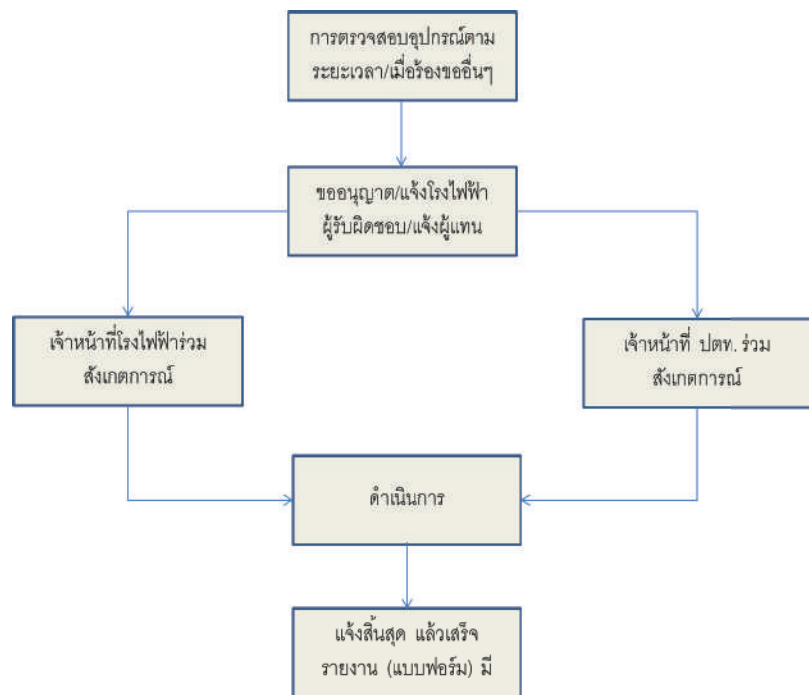 การตรวจสอบอุปกรณ์ตาม
ระยะเวลา/เมื่อร้องขออื่นๆ
ขออนุญาต/แจ้งโรงไฟฟ้า
ผู้รับผิดชอบ/แจ้งผู้แทน
เจ้าหน้าที่โรงไฟฟ้าร่วม
สังเกตการณ์
เจ้าหน้าที่ ปตท. ร่วม
สังเกตการณ์
ดำเนินการ
แจ้งสิ้นสุด แล้วเสร็จ
รายงาน (แบบฟอร์ม) มี